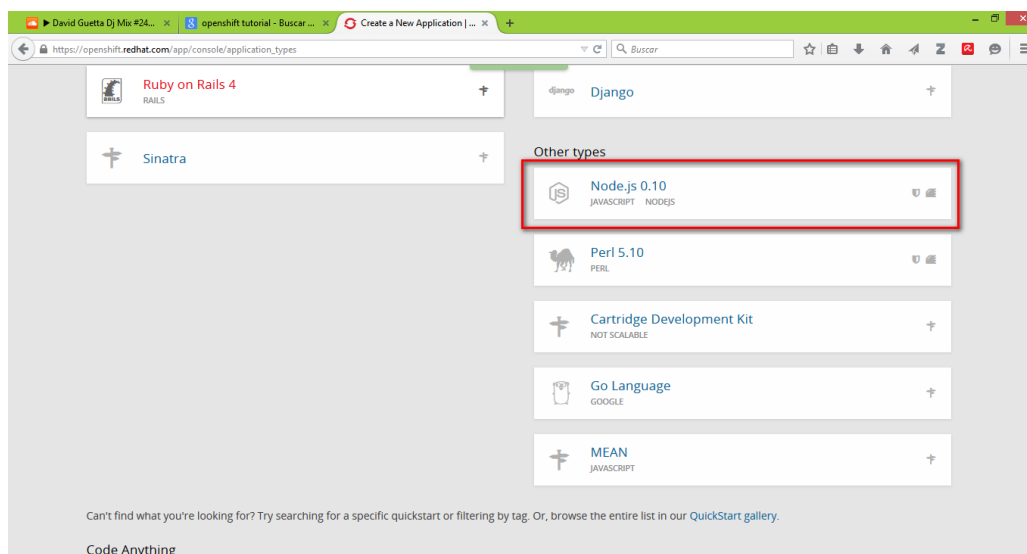 ▶ David Guetta Dj Mix #24...
openshift tutorial - Buscar ...
Create a New Application | ...
https://openshift.redhat.com/app/console/application_types
Buscar
RAILS
Ruby on Rails 4
RAILS
django
Django
Sinatra
Other types
JS
Node.js 0.10
JAVASCRIPT NODEJS
Perl 5.10
PERL
Cartridge Development Kit
NOT SCALABLE
Go Language
GOOGLE
MEAN
JAVASCRIPT
Can't find what you're looking for? Try searching for a specific quickstart or filtering by tag. Or, browse the entire list in our QuickStart gallery.
Code Anything